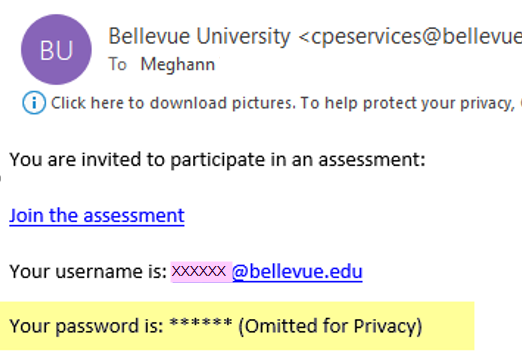 BU
Bellevue University <cpeservices@bellevue
To Meghann
Click here to download pictures. To help protect your privacy,
You are invited to participate in an assessment:
Join the assessment
Your username is: xxxxxx @bellevue.edu
Your password is: ****** (Omitted for Privacy)